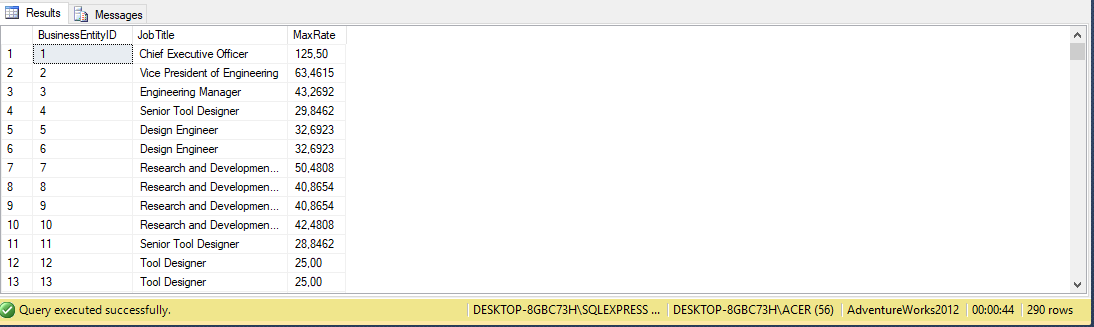 Results Messages
BusinessEntityID JobTitle MaxRate
1 1 Chief Executive Officer 125,50
2 2 Vice President of Engineering 63,4615
3 3 Engineering Manager 43,2692
4 4 Senior Tool Designer 29,8462
5 5 Design Engineer 32,6923
6 6 Design Engineer 32,6923
7 7 Research and Developmen... 50,4808
8 8 Research and Developmen... 40,8654
9 9 Research and Developmen... 40,8654
10 10 Research and Developmen... 42,4808
11 11 Senior Tool Designer 28,8462
12 12 Tool Designer 25,00
13 13 Tool Designer 25,00
Query executed successfully. DESKTOP-8GBC73H\SQLEXPRESS ... DESKTOP-8GBC73H\ACER (56) AdventureWorks2012 00:00:44 290 rows